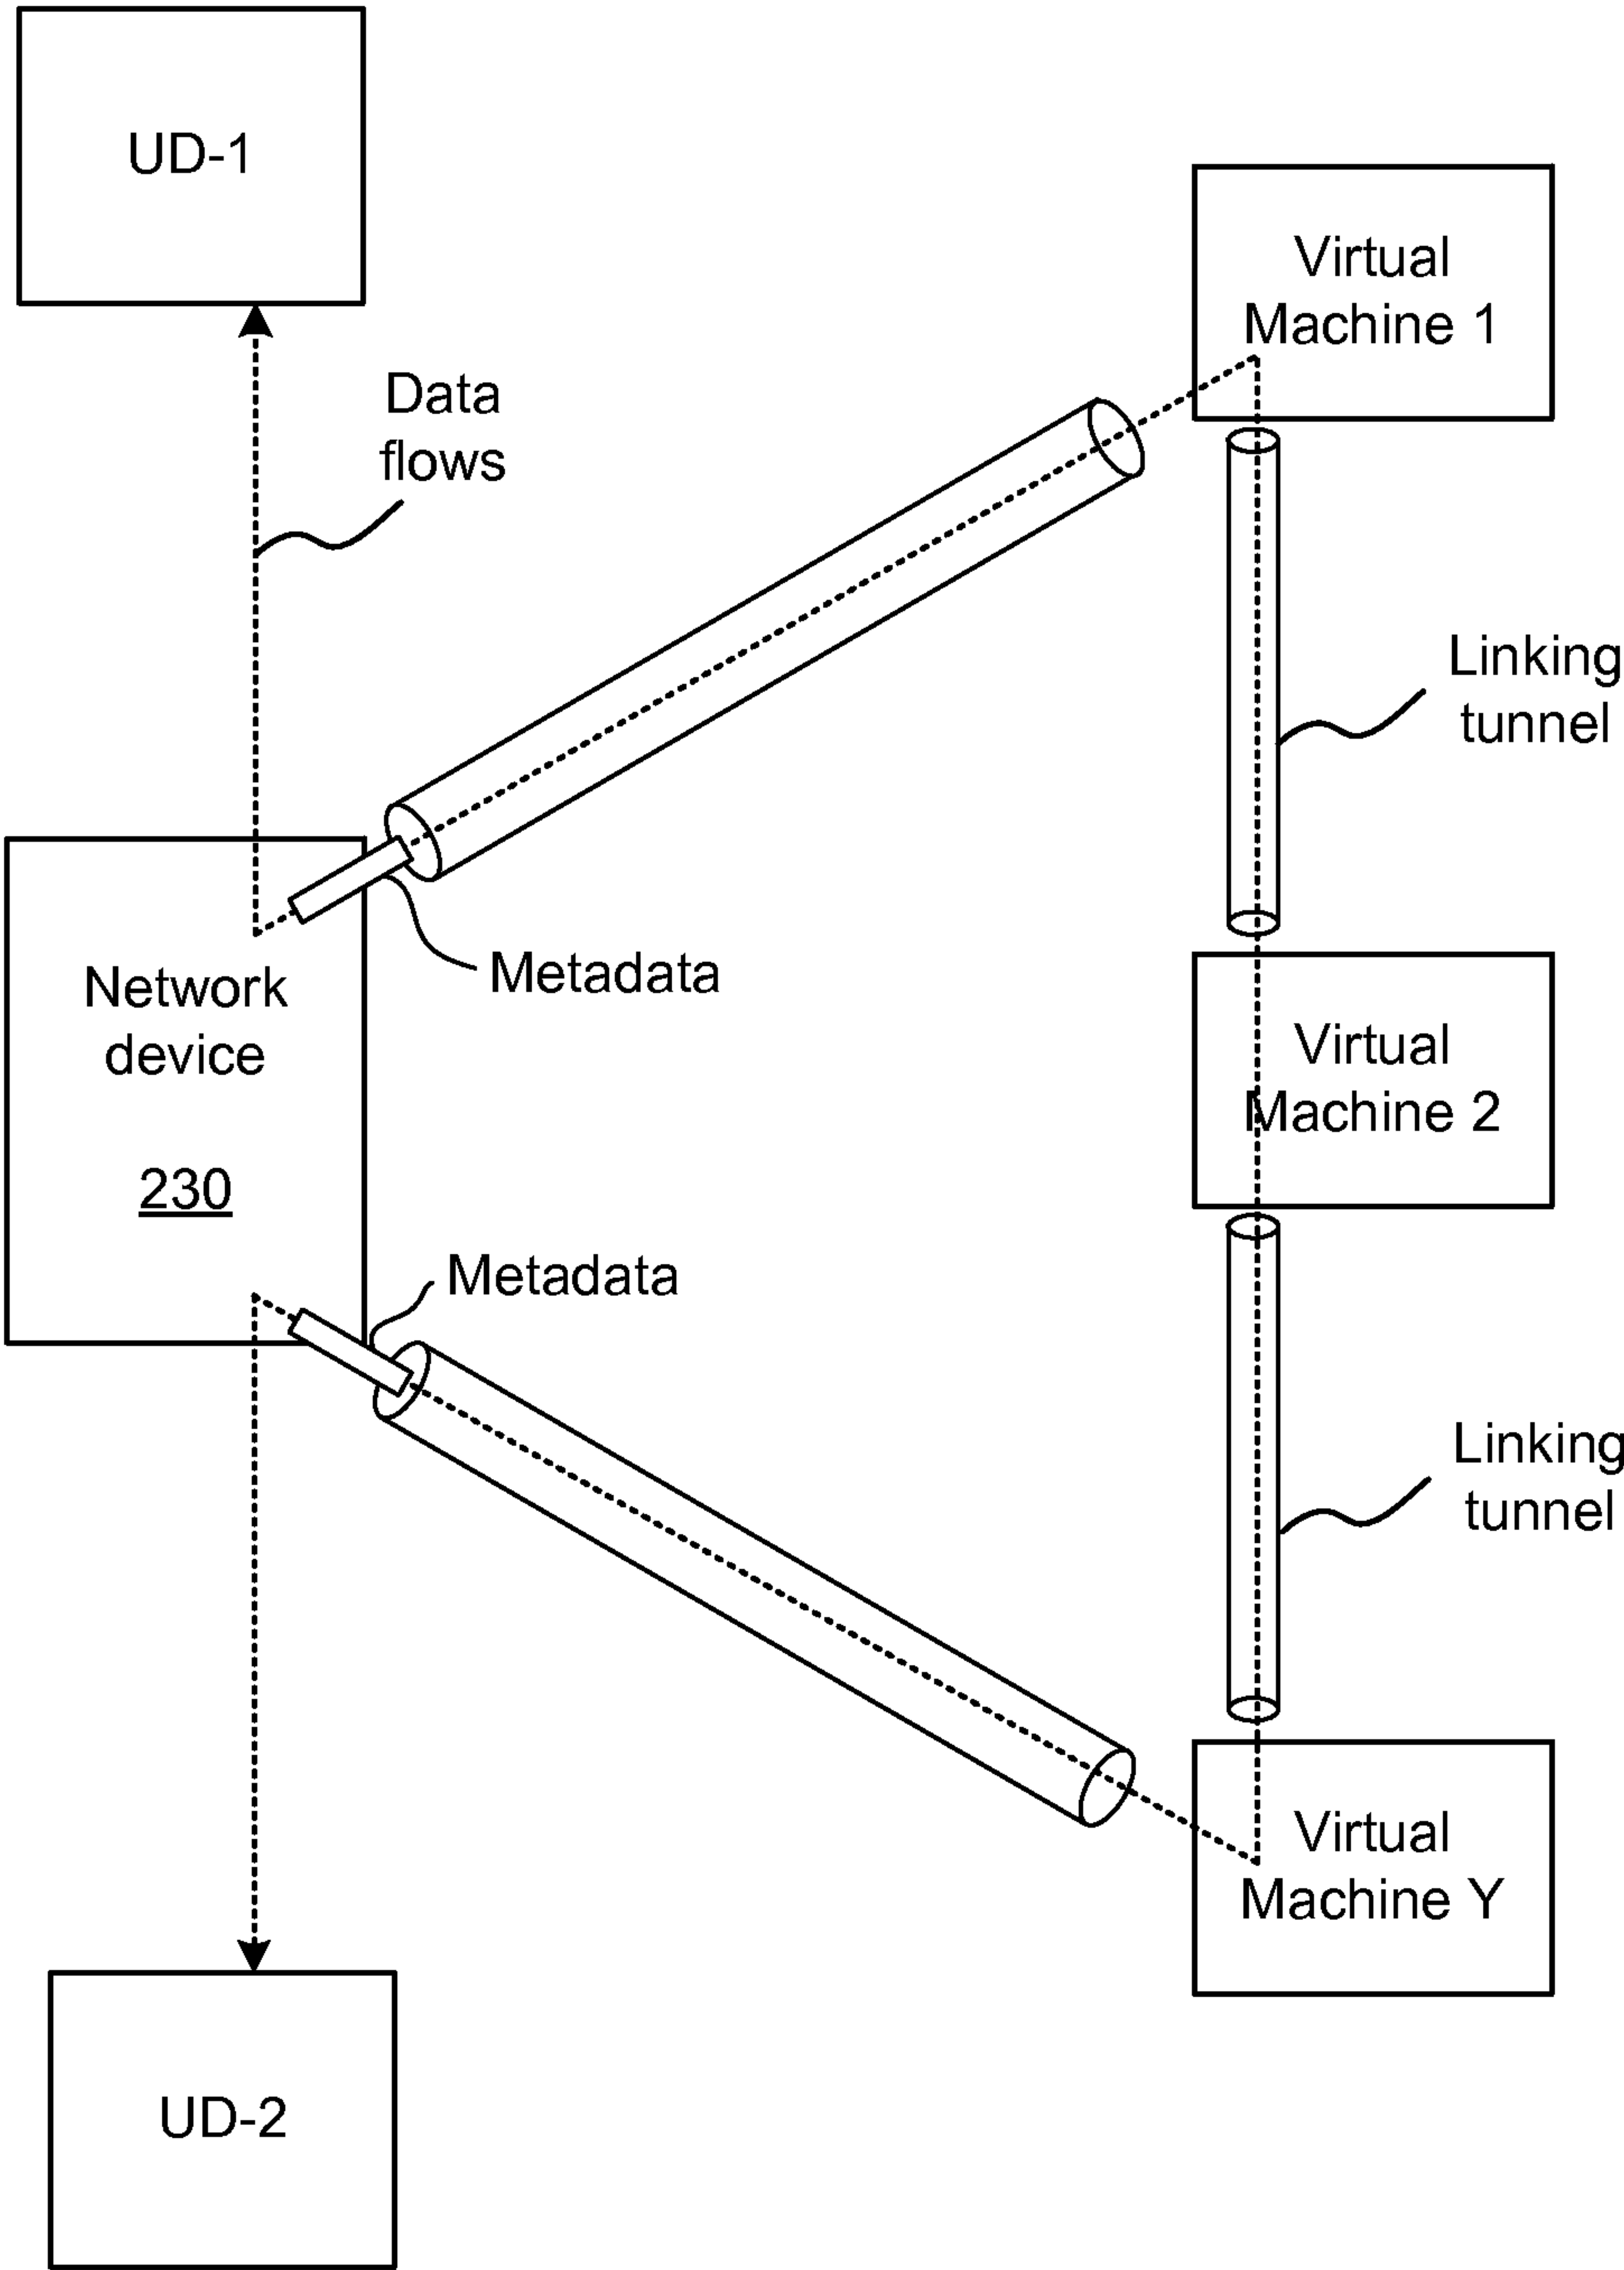 UD-1
Virtual
Machine 1
Data
flows
Linking
tunnel
Metadata
Network
device
230
Virtual
Machine 2
Metadata
Linking
tunnel
Virtual
Machine Y
UD-2